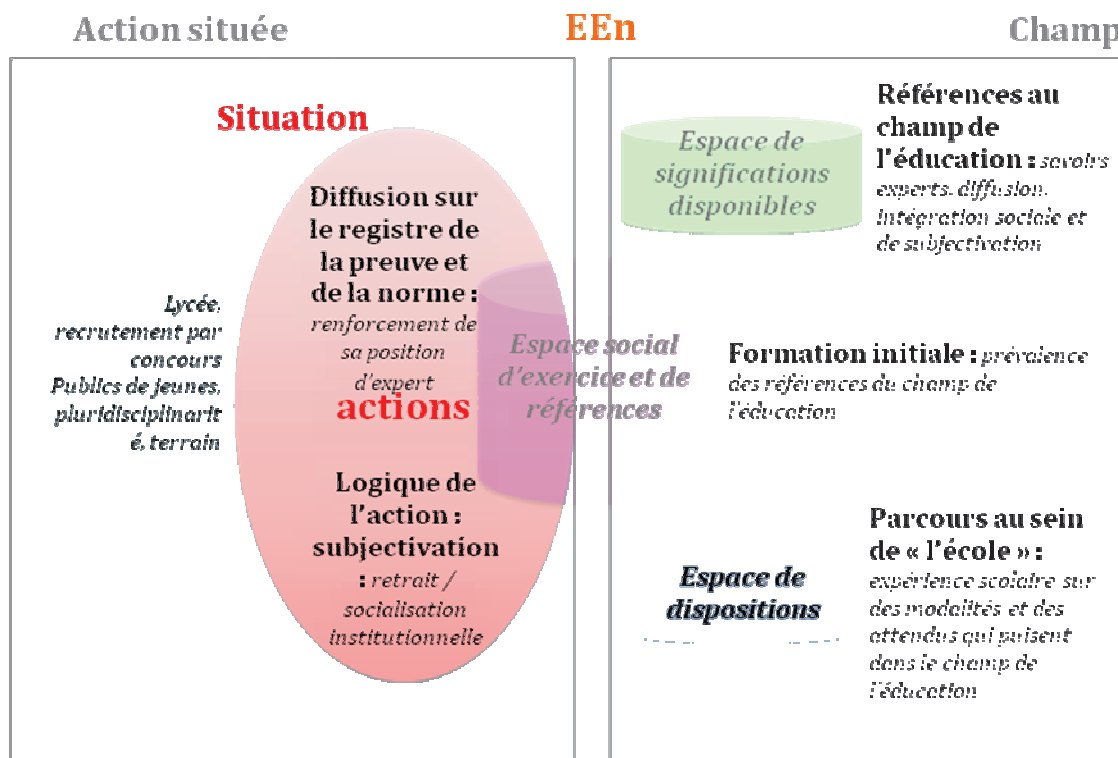 Action située
EEn
Champ
Situation
Diffusion sur
le registre de
la preuve et
de la norme :
renforcement de
sa position
d'expert
actions
Logique de
l'action :
subjectivation
: retrait /
socialisation
institutionnelle
Lycée,
recrutement par
concours
Publics de jeunes,
pluridisciplinarit
é, terrain
Espace social
d'exercice et de
références
Espace de
significations
disponibles
Références au
champ de
l'éducation : savoirs
experts, diffusion,
intégration sociale et
de subjectivation
Formation initiale : prévalence
des références du champ de
l'éducation
Espace de
dispositions
Parcours au sein
de « l'école » :
expérience scolaire sur
des modalités et des
attendus qui puisent
dans le champ de
l'éducation